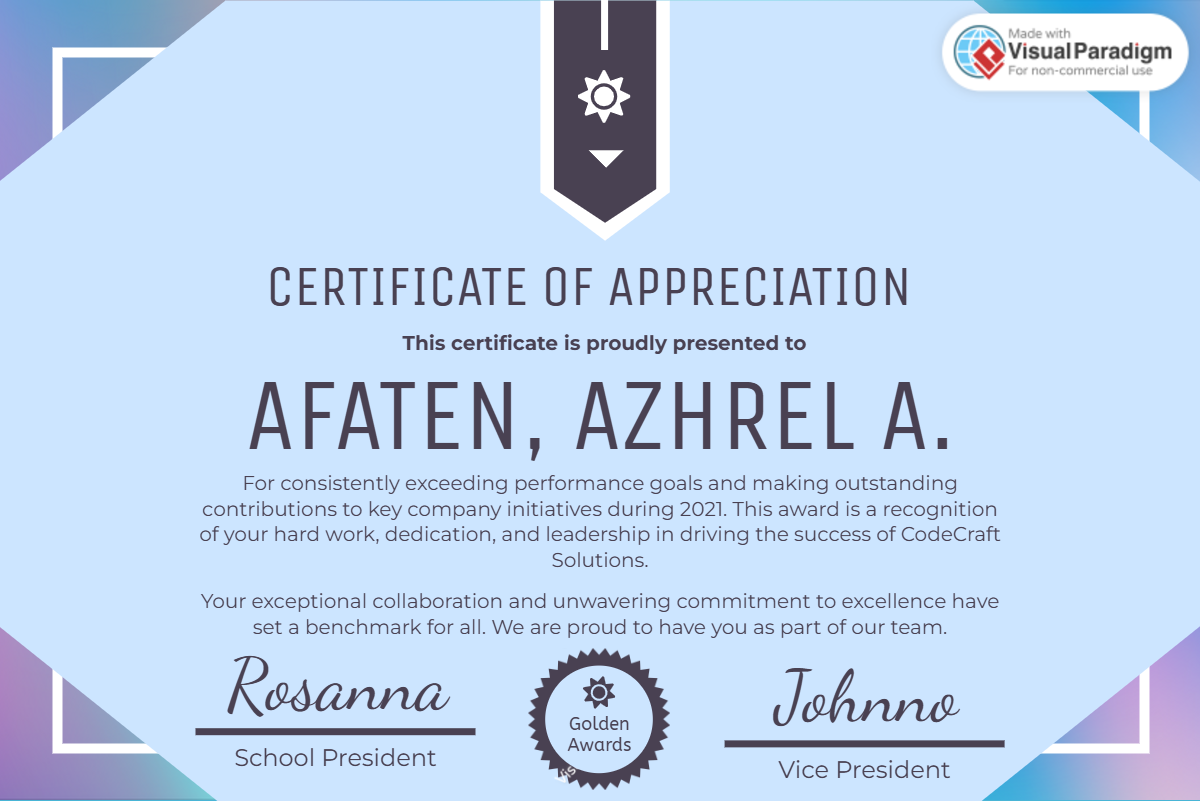 Made with
Visual Paradigm
For non-commercial use
CERTIFICATE OF APPRECIATION
This certificate is proudly presented to
AFATEN, AZHREL A.
For consistently exceeding performance goals and making outstanding
contributions to key company initiatives during 2021. This award is a recognition
of your hard work, dedication, and leadership in driving the success of CodeCraft
Solutions.
Your exceptional collaboration and unwavering commitment to excellence have
set a benchmark for all. We are proud to have you as part of our team.
Rosanna
School President
Golden
Awards
Johnno
Vice President